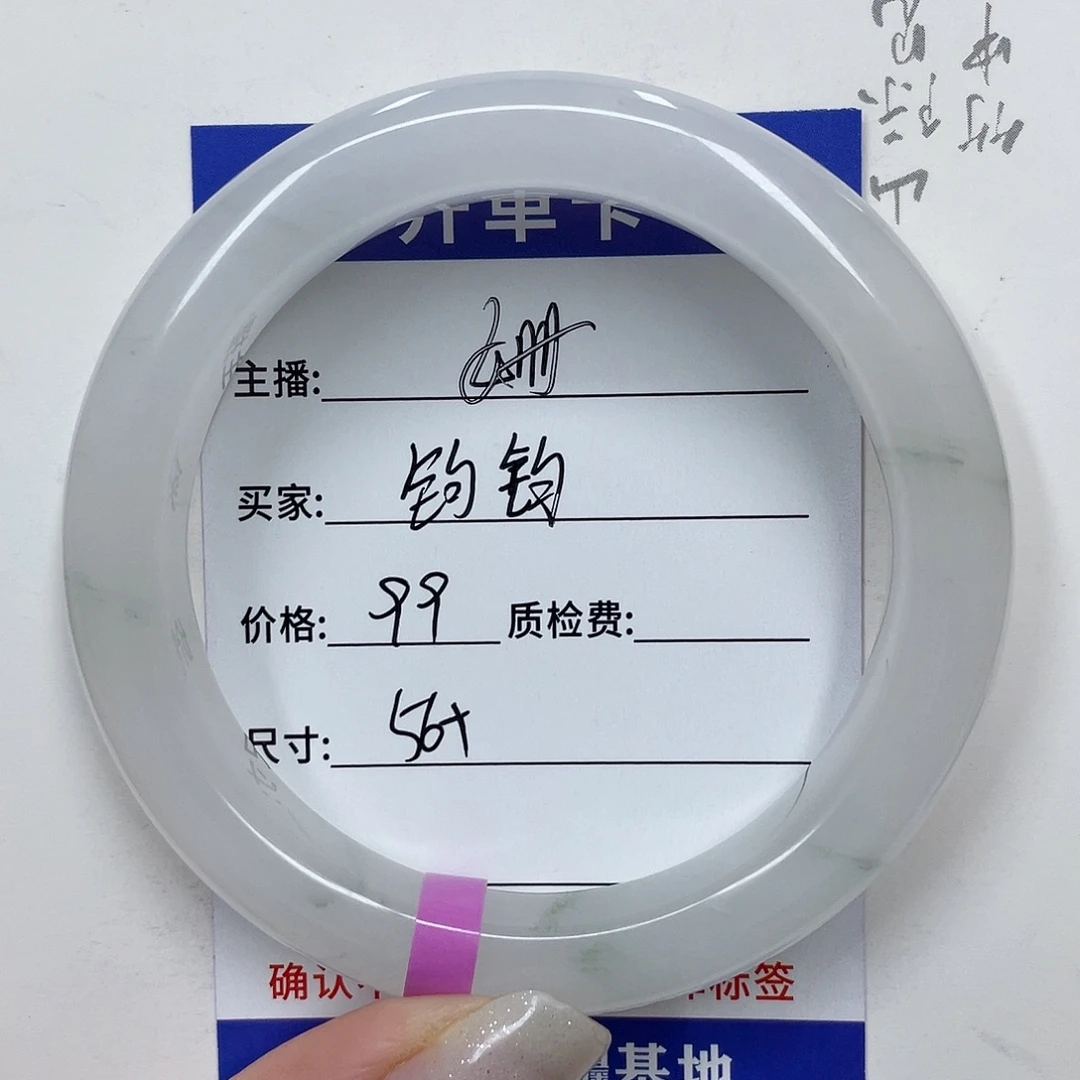 开单卡
主播: 姗
买家: 钧钧
价格: 99 质检费:
尺寸: 56+
确认 标签
基地